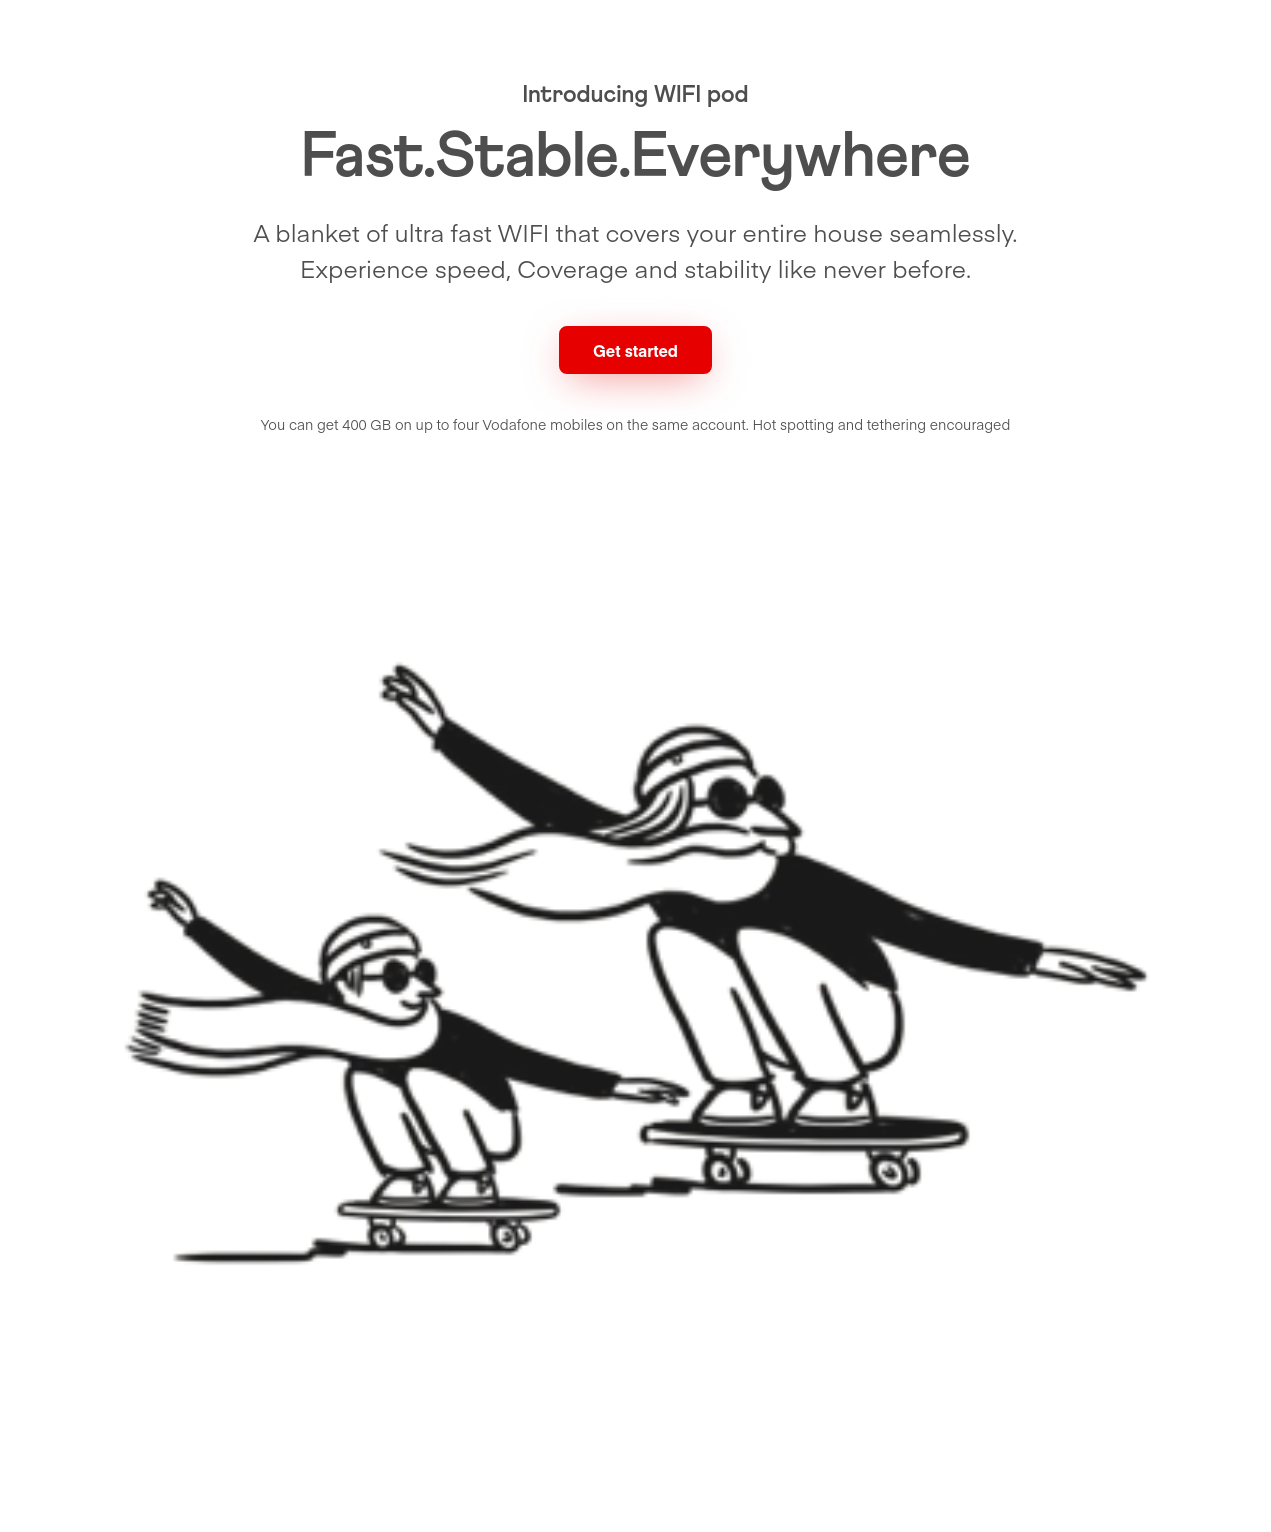 Introducing WIFI pod
Fast.Stable.Everywhere
A blanket of ultra fast WIFI that covers your entire house seamlessly.
Experience speed, Coverage and stability like never before.
Get started
You can get 400 GB on up to four Vodafone mobiles on the same account. Hot spotting and tethering encouraged